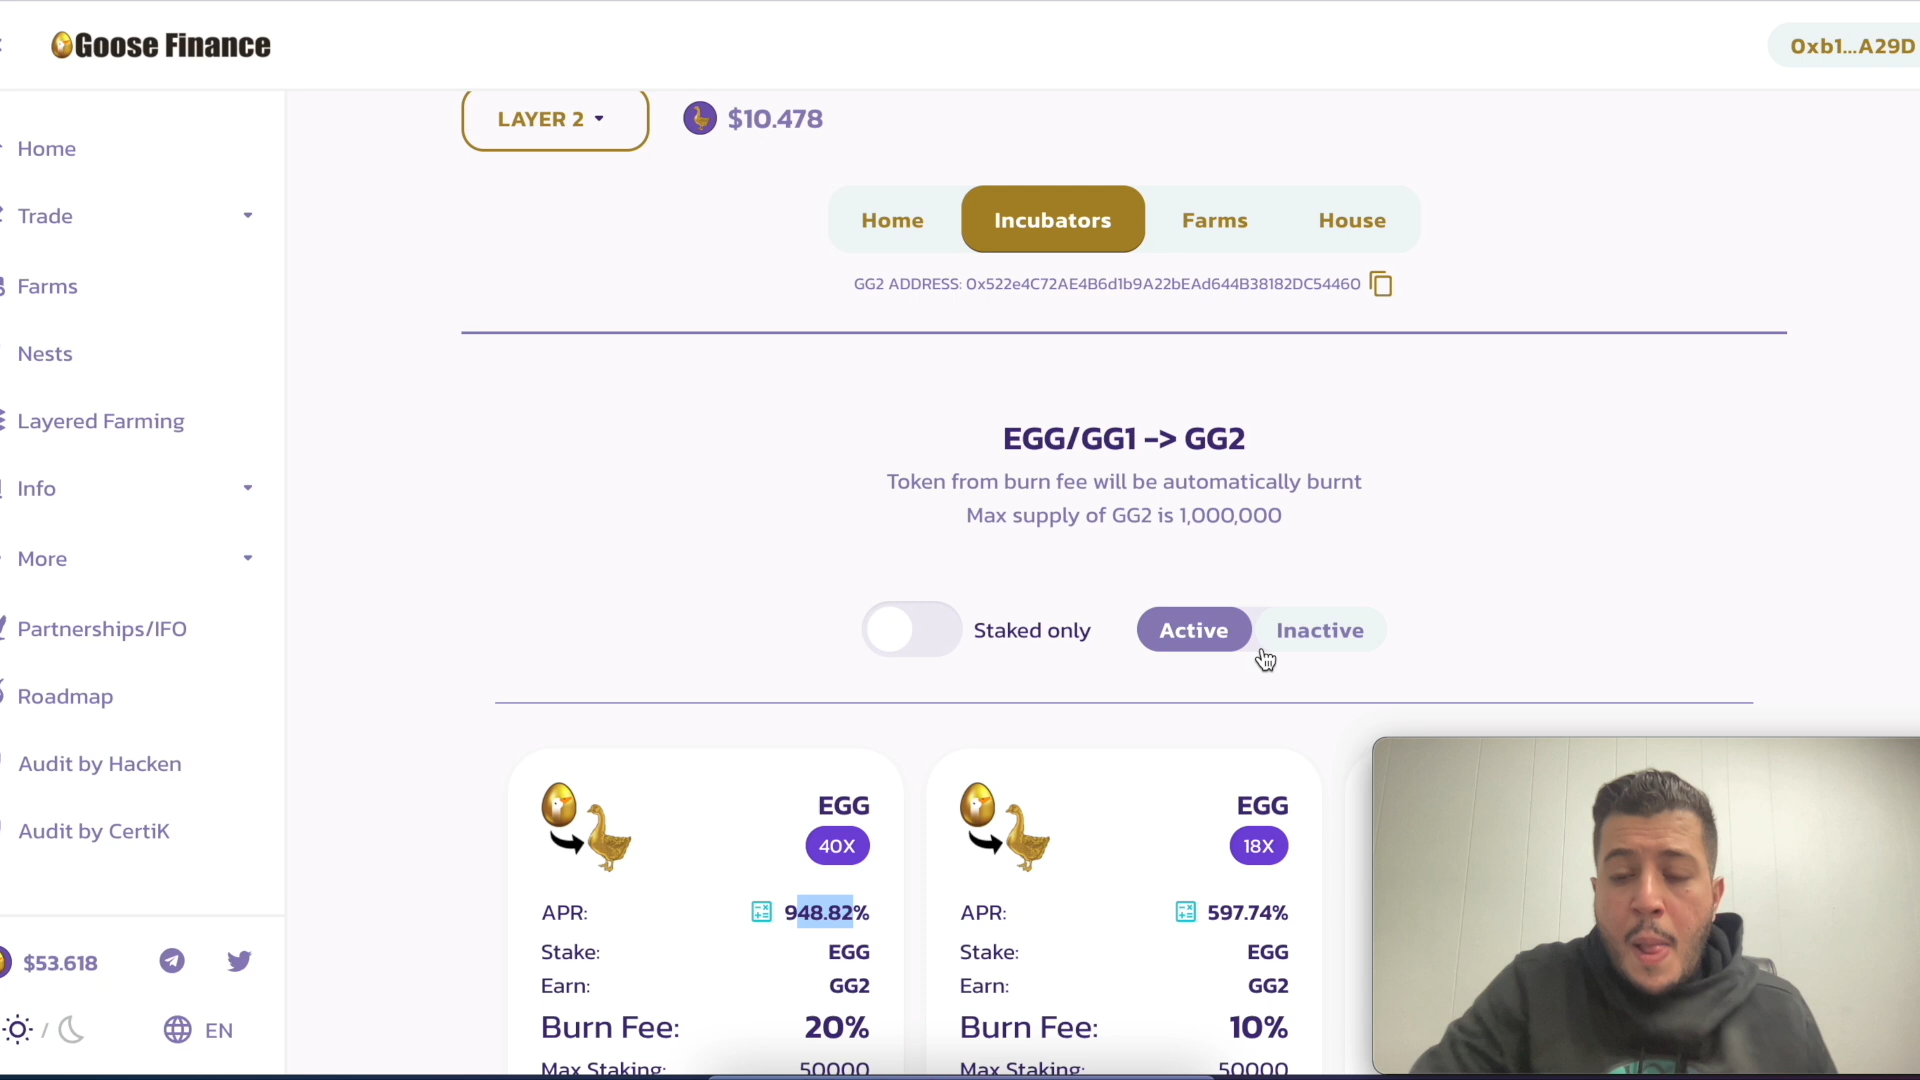 Goose Finance
0xb1...A29D
LAYER 2
$10.478
Home
Trade
Farms
Nests
Layered Farming
Info
More
Partnerships/IFO
Roadmap
Audit by Hacken
Audit by CertiK
$53.618
EN
Home
Incubators
Farms
House
GG2 ADDRESS: 0x522e4C72AE4B6d1b9A22bEAd644B38182DC54460
EGG/GG1 -> GG2
Token from burn fee will be automatically burnt
Max supply of GG2 is 1,000,000
Staked only
Active
Inactive
EGG
40X
APR: 948.82%
Stake: EGG
Earn: GG2
Burn Fee: 20%
Max Staking: 50000
EGG
18X
APR: 597.74%
Stake: EGG
Earn: GG2
Burn Fee: 10%
Max Staking: 50000